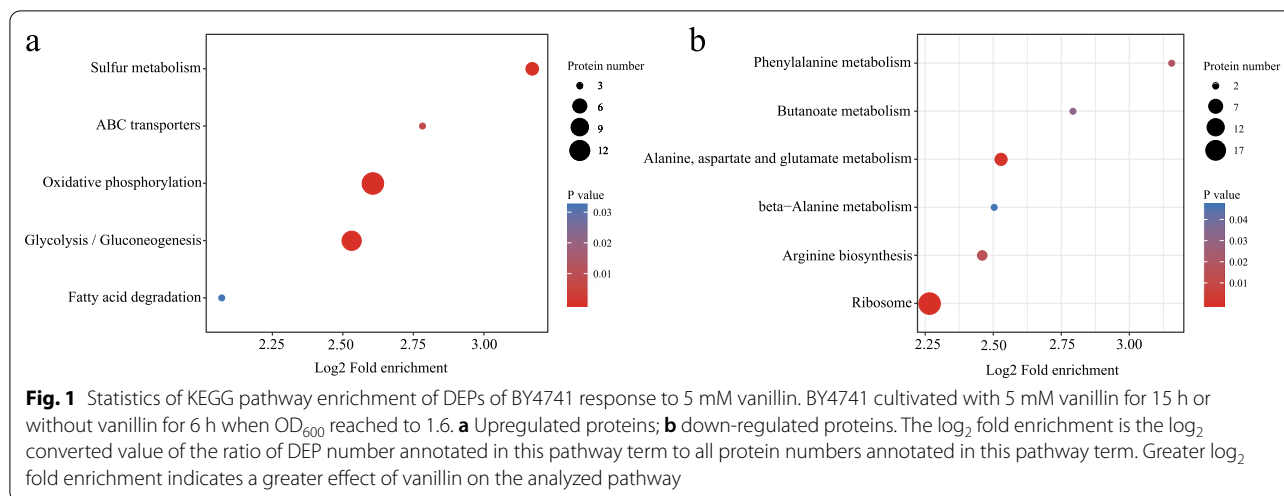 a
Sulfur metabolism
ABC transporters
Oxidative phosphorylation
Glycolysis / Gluconeogenesis
Fatty acid degradation
2.25 2.50 2.75 3.00
Log2 Fold enrichment
Protein number
3
6
9
12
P value
0.03
0.02
0.01
b
Phenylalanine metabolism
Butanoate metabolism
Alanine, aspartate and glutamate metabolism
beta−Alanine metabolism
Arginine biosynthesis
Ribosome
2.25 2.50 2.75 3.00
Log2 Fold enrichment
Protein number
2
7
12
17
P value
0.04
0.03
0.02
0.01
Fig. 1 Statistics of KEGG pathway enrichment of DEPs of BY4741 response to 5 mM vanillin. BY4741 cultivated with 5 mM vanillin for 15 h or
without vanillin for 6 h when OD600 reached to 1.6. a Upregulated proteins; b down-regulated proteins. The log2 fold enrichment is the log2
converted value of the ratio of DEP number annotated in this pathway term to all protein numbers annotated in this pathway term. Greater log2
fold enrichment indicates a greater effect of vanillin on the analyzed pathway